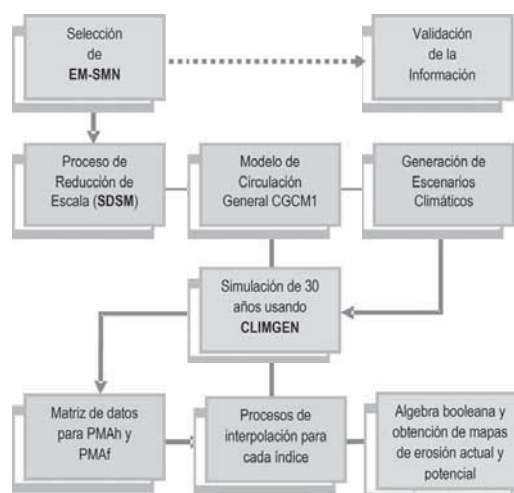 Selección
de
EM-SMN
Validación
de la
Información
Proceso de
Reducción de
Escala (SDSM)
Modelo de
Circulación
General CGCM1
Generación de
Escenarios
Climáticos
Simulación de 30
años usando
CLIMGEN
Matriz de datos
para PMAh y
PMAf
Procesos de
interpolación para
cada índice
Algebra booleana y
obtención de mapas
de erosión actual y
potencial